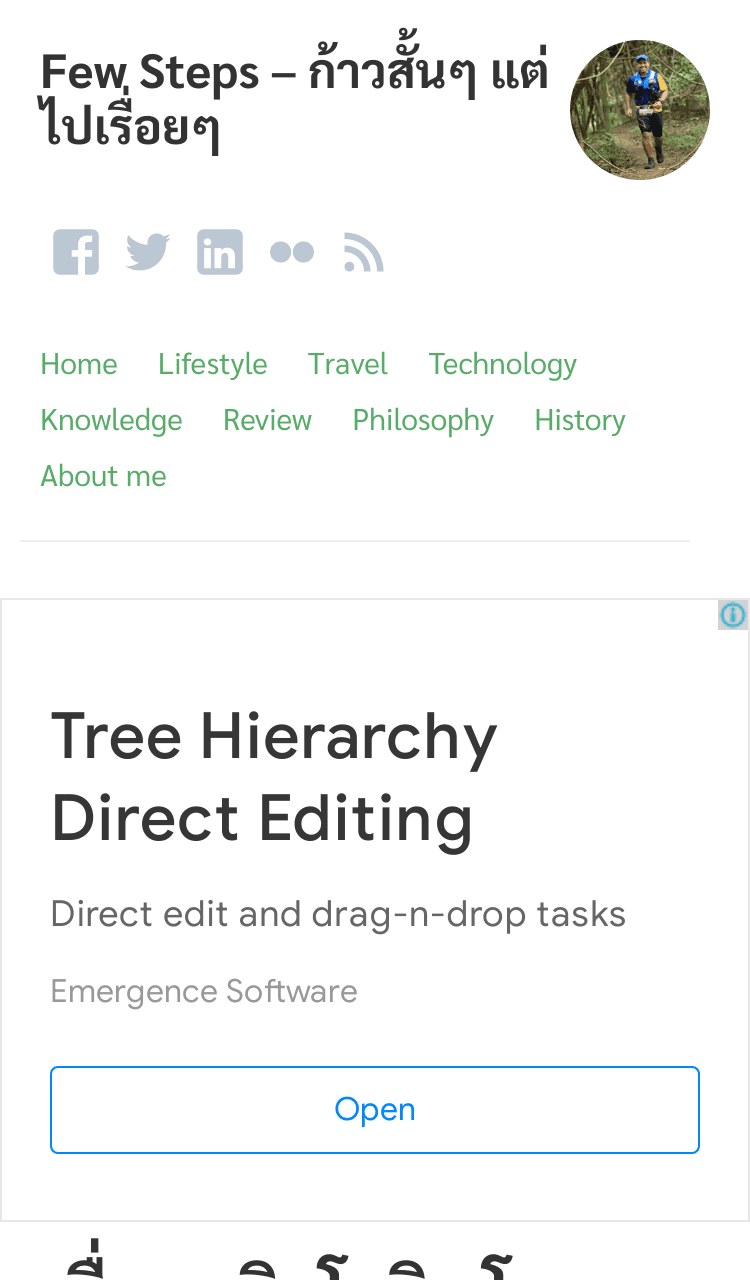 Few Steps – ก้าวสั้นๆ แต่
ไปเรื่อยๆ
Home Lifestyle Travel Technology
Knowledge Review Philosophy History
About me
Tree Hierarchy
Direct Editing
Direct edit and drag-n-drop tasks
Emergence Software
Open